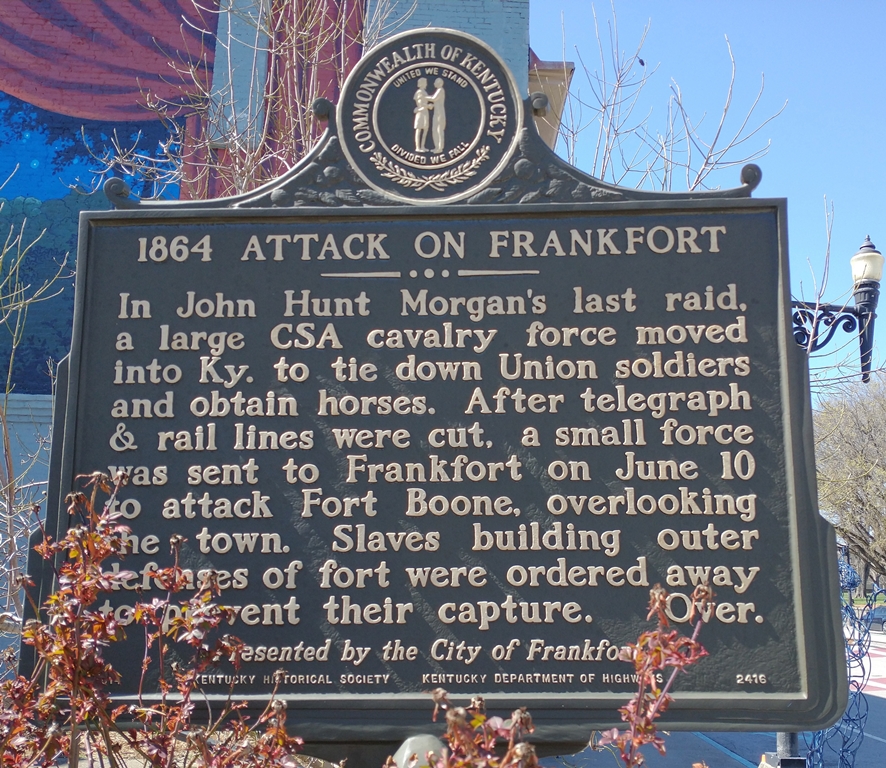 COMMONWEALTH OF KENTUCKY
UNITED WE STAND
DIVIDED WE FALL
1864 ATTACK ON FRANKFORT
In John Hunt Morgan's last raid,
a large CSA cavalry force moved
into Ky. to tie down Union soldiers
and obtain horses. After telegraph
& rail lines were cut, a small force
was sent to Frankfort on June 10
to attack Fort Boone, overlooking
the town. Slaves building outer
defenses of fort were ordered away
to prevent their capture. Over.
Presented by the City of Frankfort
KENTUCKY HISTORICAL SOCIETY KENTUCKY DEPARTMENT OF HIGHWAYS 2416